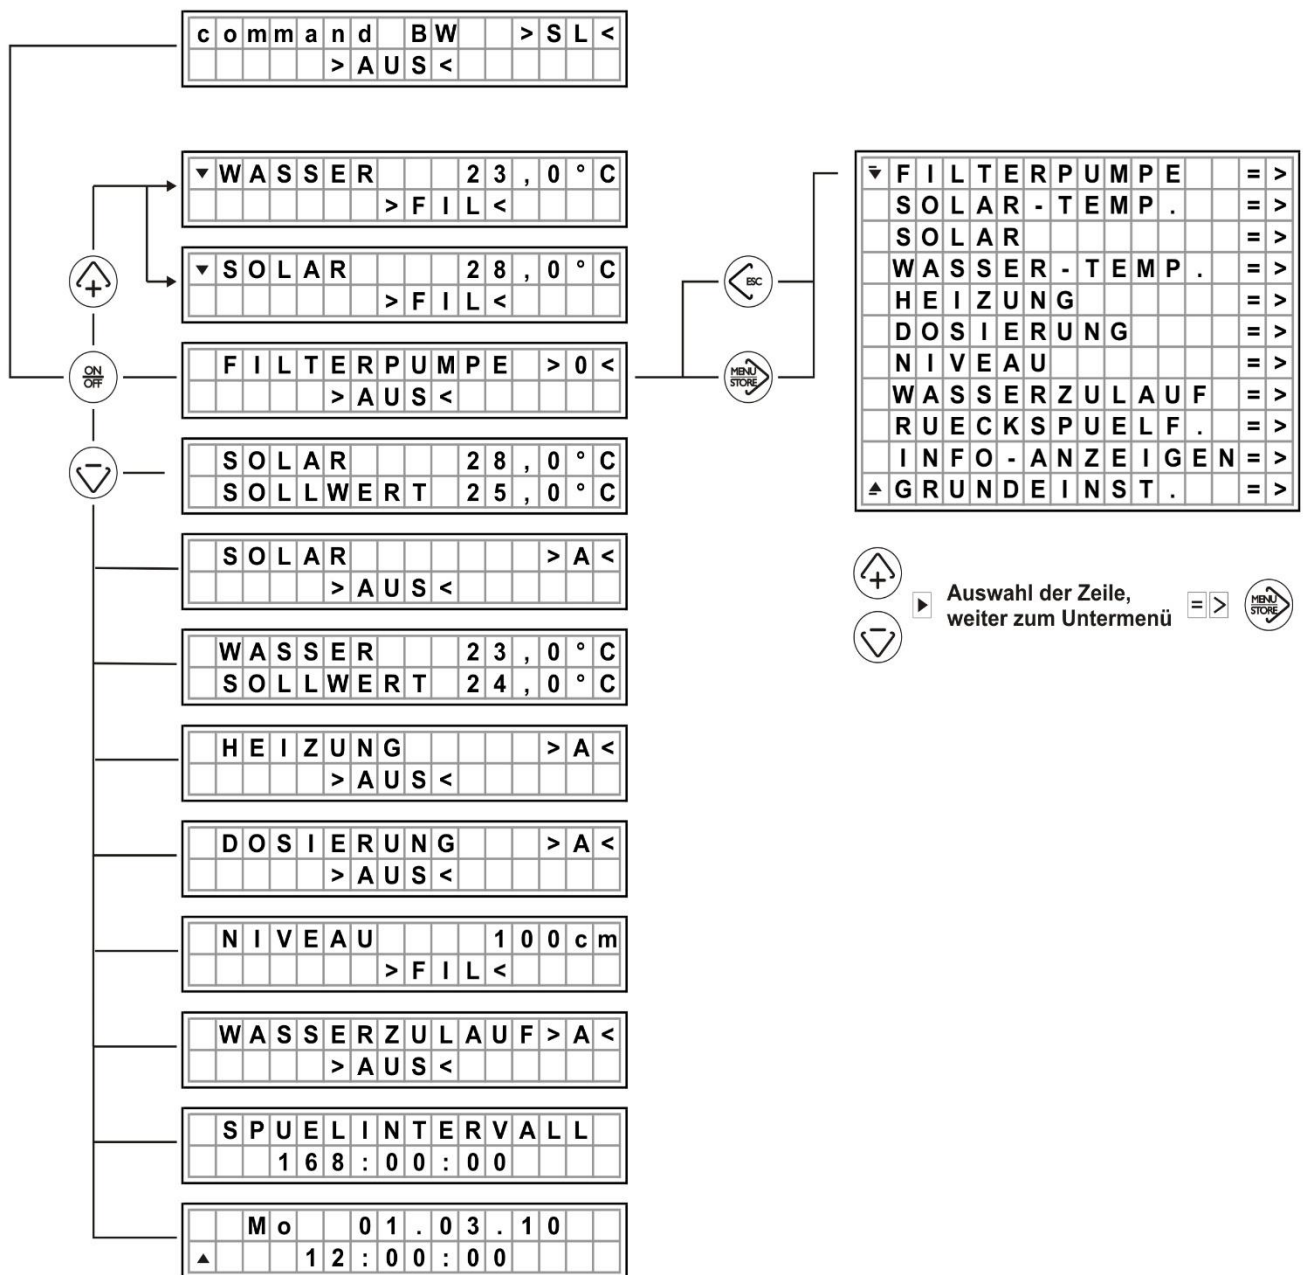 command BW >SL<
>AUS<
▼WASSER 23,0°C
>FIL<
▼SOLAR 28,0°C
>FIL<
FILTERPUMPE >0<
>AUS<
SOLAR 28,0°C
SOLLWERT 25,0°C
SOLAR >A<
>AUS<
WASSER 23,0°C
SOLLWERT 24,0°C
HEIZUNG >A<
>AUS<
DOSIERUNG >A<
>AUS<
NIVEAU 100cm
>FIL<
WASSERZULAUF>A<
>AUS<
SPUELINTERVALL
168:00:00
Mo 01.03.10
▲ 12:00:00
+
ON
OFF
−
ESC
MENU
STORE
FILTERPUMPE =>
SOLAR-TEMP. =>
SOLAR =>
WASSER-TEMP. =>
HEIZUNG =>
DOSIERUNG =>
NIVEAU =>
WASSERZULAUF =>
RUECKSPUELF. =>
INFO-ANZEIGEN=>
GRUNDEINST. =>
+
−
Auswahl der Zeile,
weiter zum Untermenü
=>
MENU
STORE